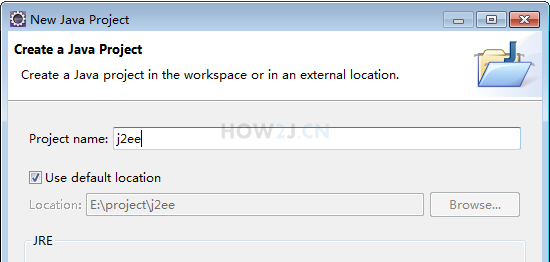 New Java Project
Create a Java Project
Create a Java project in the workspace or in an external location.
HOW2J.CN
Project name: j2ee
Use default location
Location: E:\project\j2ee Browse...
JRE